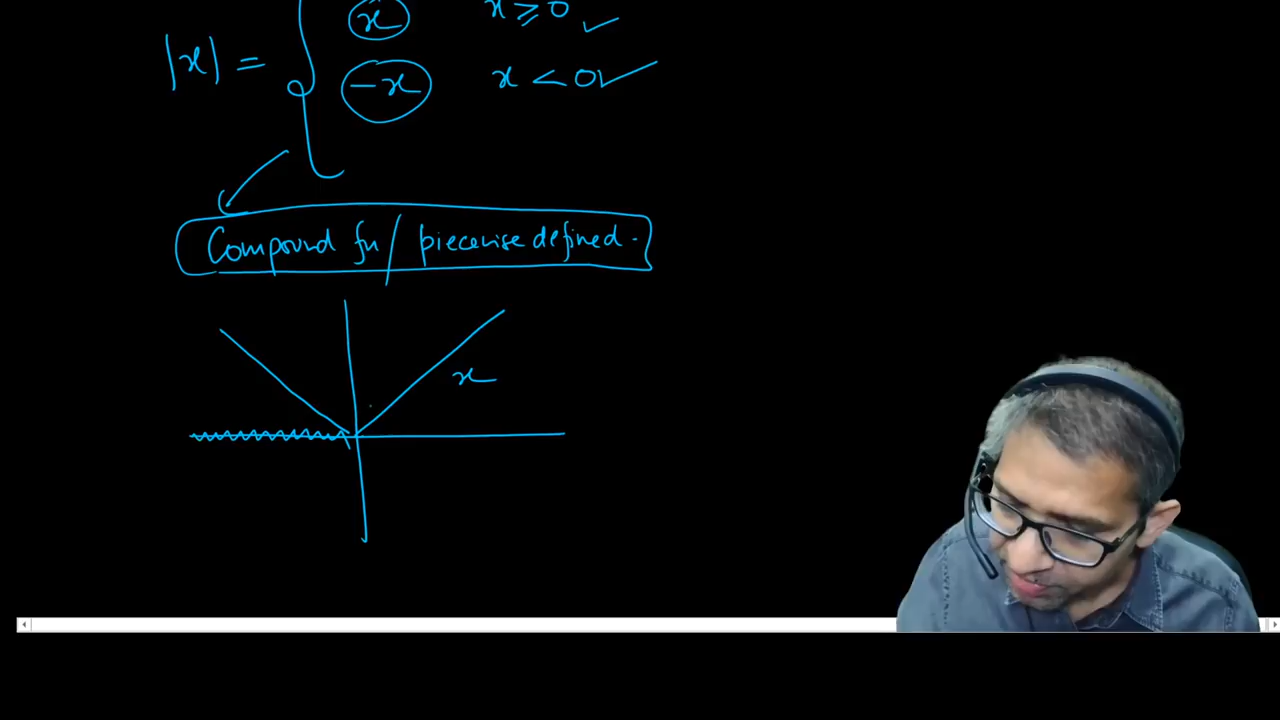 x x ⩾ 0
|x| =
-x x < 0
Compound fn / piecewise defined.
x